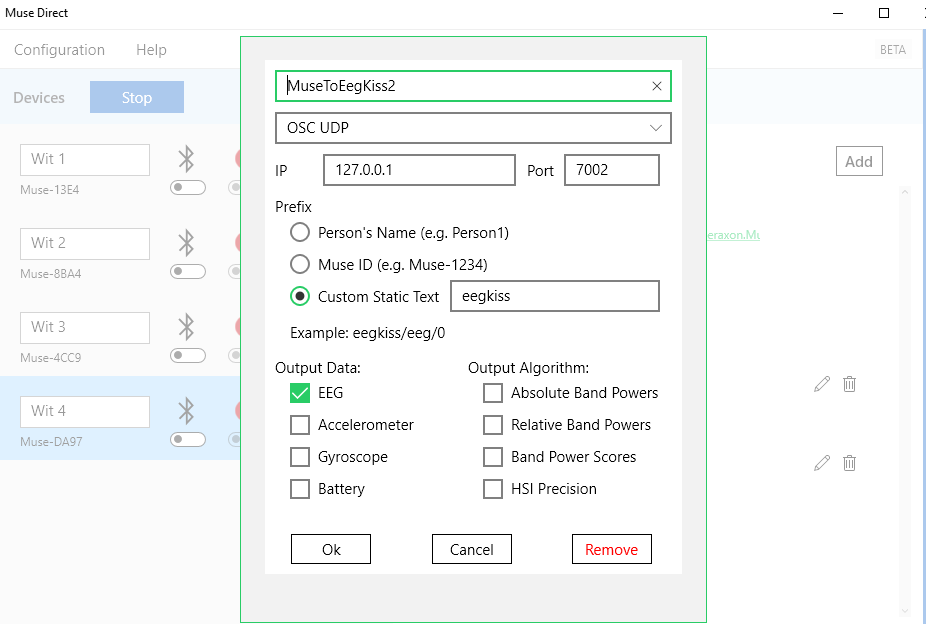 Muse Direct
Configuration Help BETA
Devices Stop
Wit 1
Muse-13E4
Wit 2
Muse-8BA4
Wit 3
Muse-4CC9
Wit 4
Muse-DA97
MuseToEegKiss2
OSC UDP
IP 127.0.0.1 Port 7002
Prefix
Person's Name (e.g. Person1)
Muse ID (e.g. Muse-1234)
Custom Static Text eegkiss
Example: eegkiss/eeg/0
Output Data: Output Algorithm:
EEG Absolute Band Powers
Accelerometer Relative Band Powers
Gyroscope Band Power Scores
Battery HSI Precision
Ok Cancel Remove
Add
eraxon.Mu